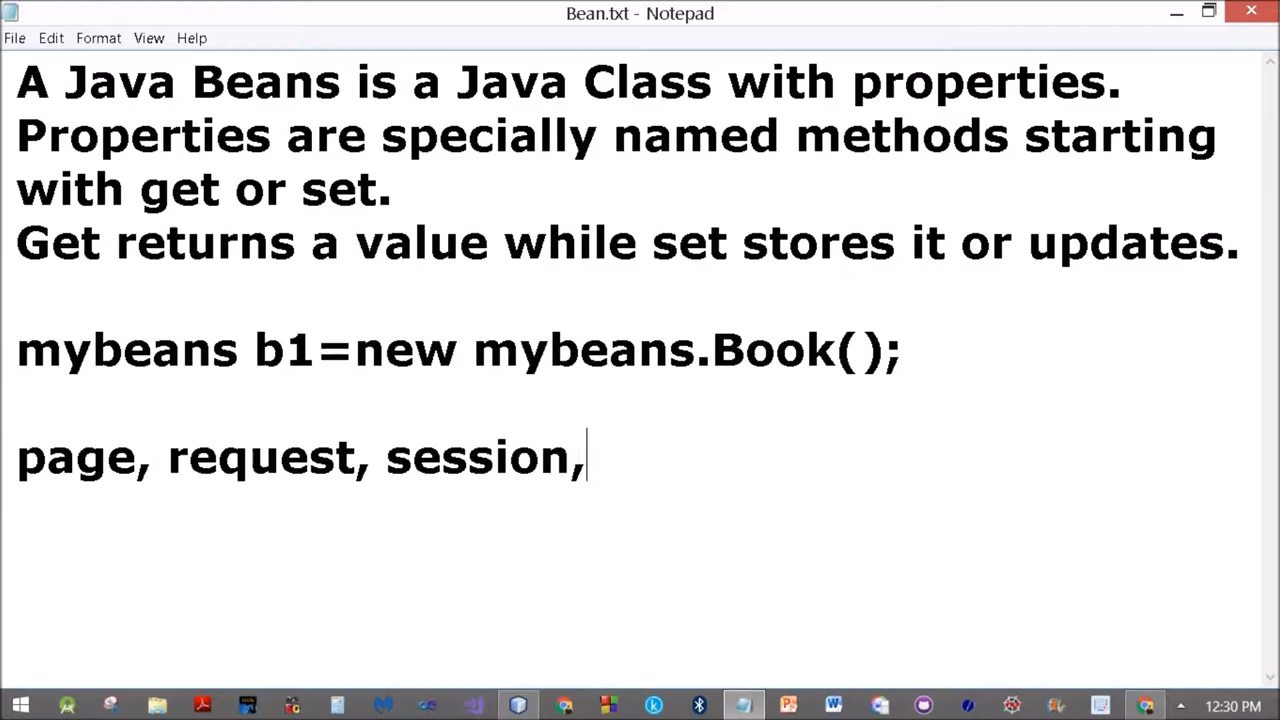 Bean.txt - Notepad
File Edit Format View Help
A Java Beans is a Java Class with properties.
Properties are specially named methods starting
with get or set.
Get returns a value while set stores it or updates.
mybeans b1=new mybeans.Book();
page, request, session,
12:30 PM